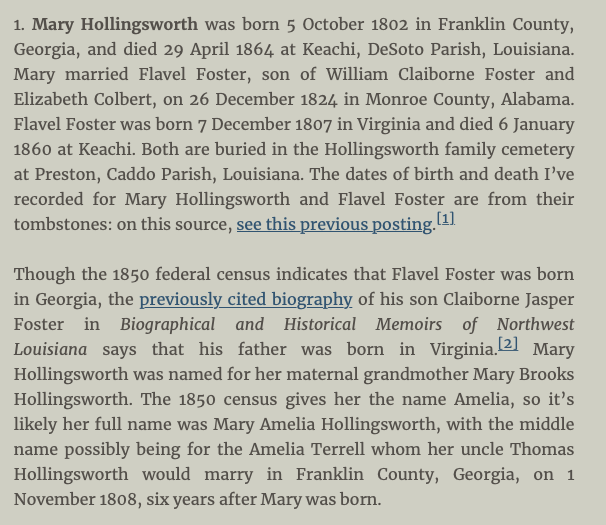 1. Mary Hollingsworth was born 5 October 1802 in Franklin County,
Georgia, and died 29 April 1864 at Keachi, DeSoto Parish, Louisiana.
Mary married Flavel Foster, son of William Claiborne Foster and
Elizabeth Colbert, on 26 December 1824 in Monroe County, Alabama.
Flavel Foster was born 7 December 1807 in Virginia and died 6 January
1860 at Keachi. Both are buried in the Hollingsworth family cemetery
at Preston, Caddo Parish, Louisiana. The dates of birth and death I've
recorded for Mary Hollingsworth and Flavel Foster are from their
tombstones: on this source, see this previous posting.[1]
Though the 1850 federal census indicates that Flavel Foster was born
in Georgia, the previously cited biography of his son Claiborne Jasper
Foster in Biographical and Historical Memoirs of Northwest
Louisiana says that his father was born in Virginia.[2] Mary
Hollingsworth was named for her maternal grandmother Mary Brooks
Hollingsworth. The 1850 census gives her the name Amelia, so it's
likely her full name was Mary Amelia Hollingsworth, with the middle
name possibly being for the Amelia Terrell whom her uncle Thomas
Hollingsworth would marry in Franklin County, Georgia, on 1
November 1808, six years after Mary was born.